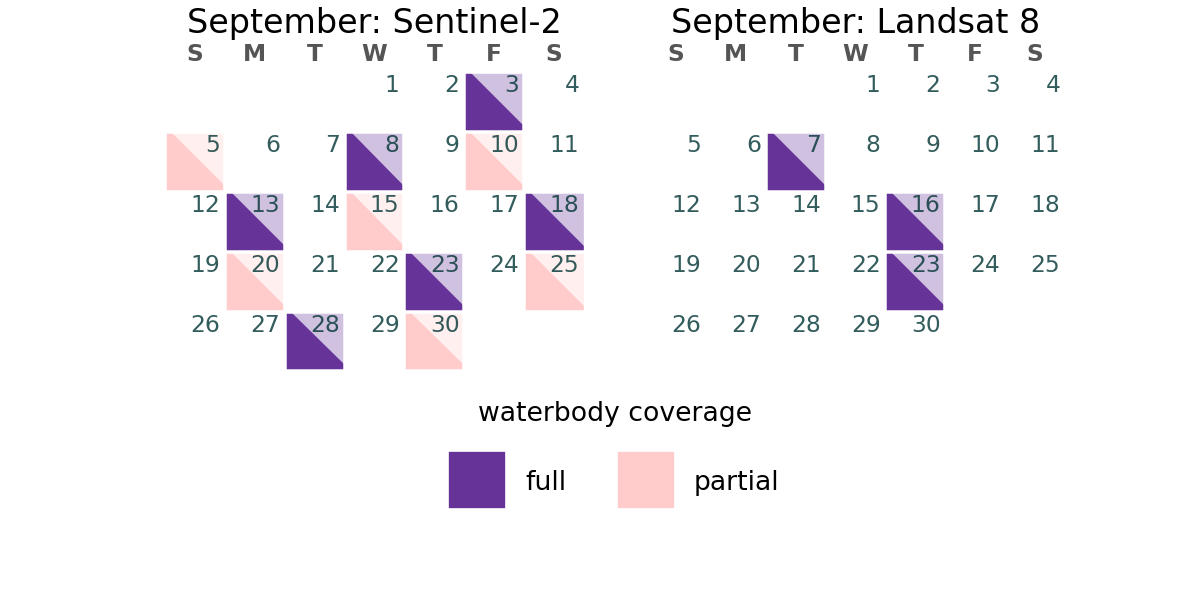 September: Sentinel-2
S M T W T F S
1 2 3 4
5 6 7 8 9 10 11
12 13 14 15 16 17 18
19 20 21 22 23 24 25
26 27 28 29 30
September: Landsat 8
S M T W T F S
1 2 3 4
5 6 7 8 9 10 11
12 13 14 15 16 17 18
19 20 21 22 23 24 25
26 27 28 29 30
waterbody coverage
full partial